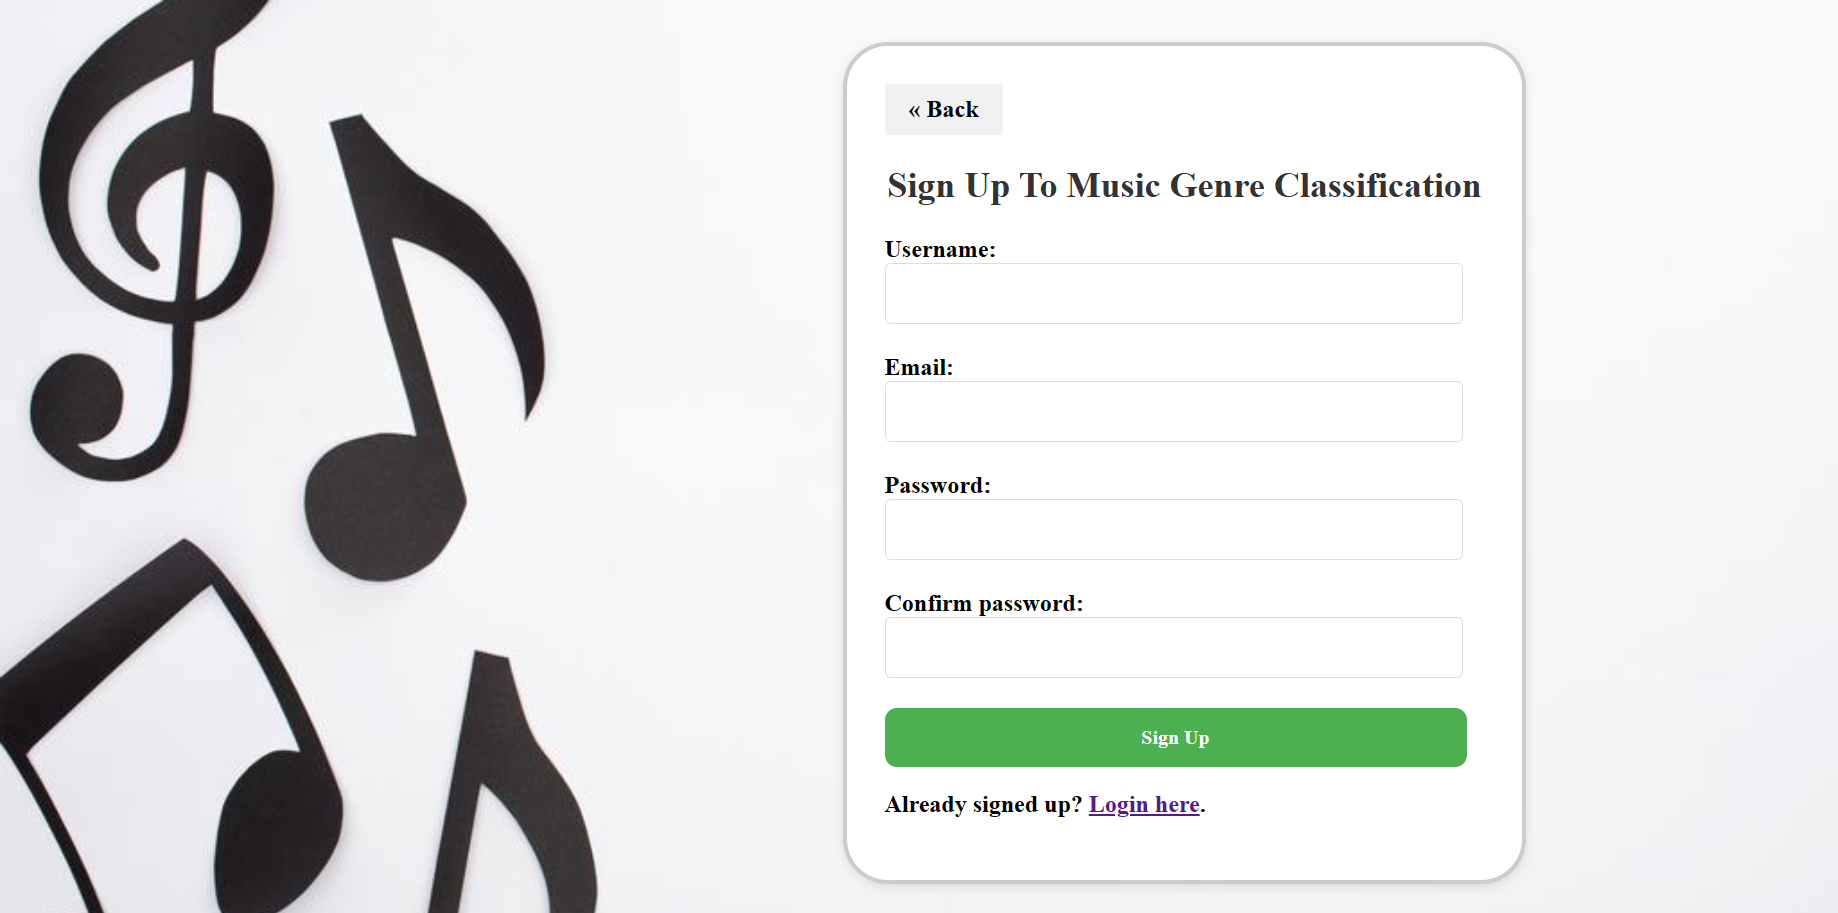 « Back
Sign Up To Music Genre Classification
Username:
Email:
Password:
Confirm password:
Sign Up
Already signed up? Login here.